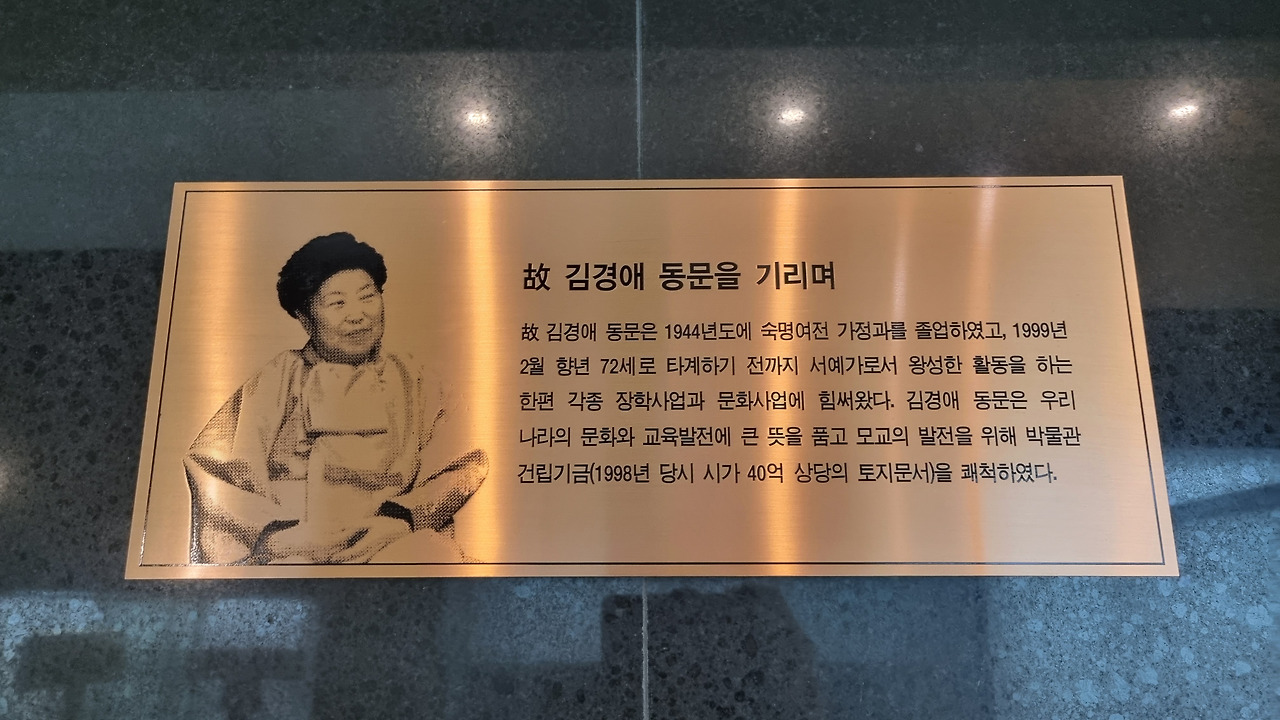 故 김경애 동문을 기리며
故 김경애 동문은 1944년도에 숙명여전 가정과를 졸업하였고, 1999년
2월 향년 72세로 타계하기 전까지 서예가로서 왕성한 활동을 하는
한편 각종 장학사업과 문화사업에 힘써왔다. 김경애 동문은 우리
나라의 문화와 교육발전에 큰 뜻을 품고 모교의 발전을 위해 박물관
건립기금(1998년 당시 시가 40억 상당의 토지문서)을 쾌척하였다.